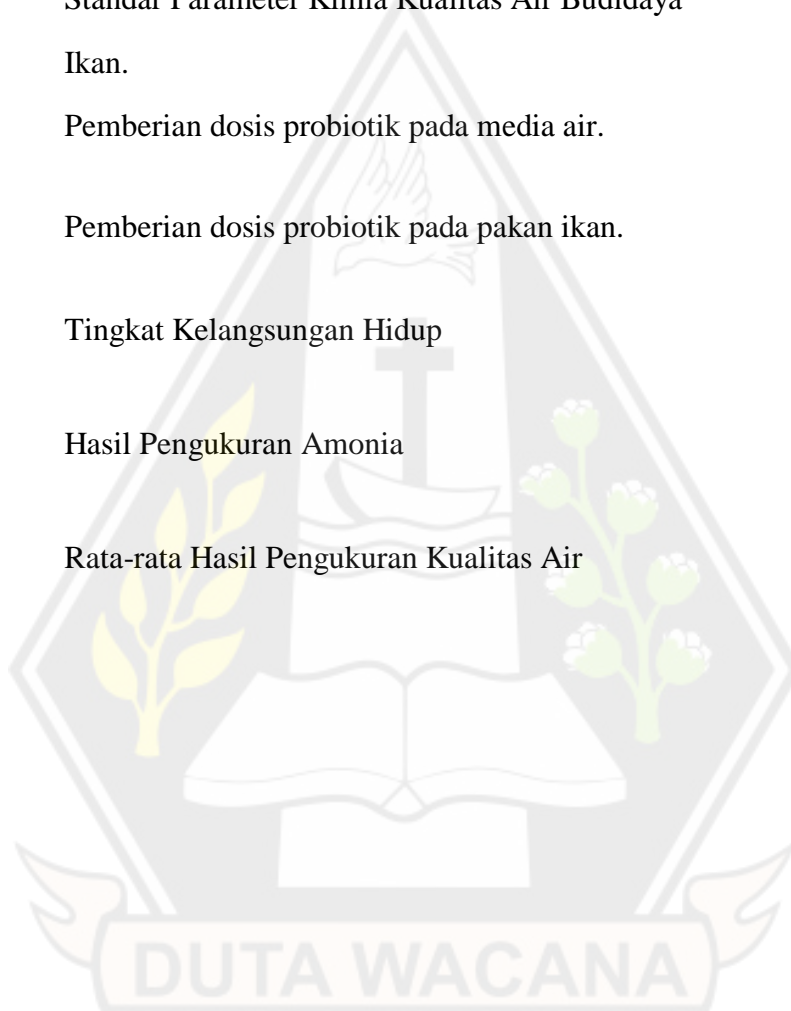 Standar Parameter Kimia Kualitas Air Budidaya
Ikan.
Pemberian dosis probiotik pada media air.
Pemberian dosis probiotik pada pakan ikan.
Tingkat Kelangsungan Hidup
Hasil Pengukuran Amonia
Rata-rata Hasil Pengukuran Kualitas Air
DUTA WACANA